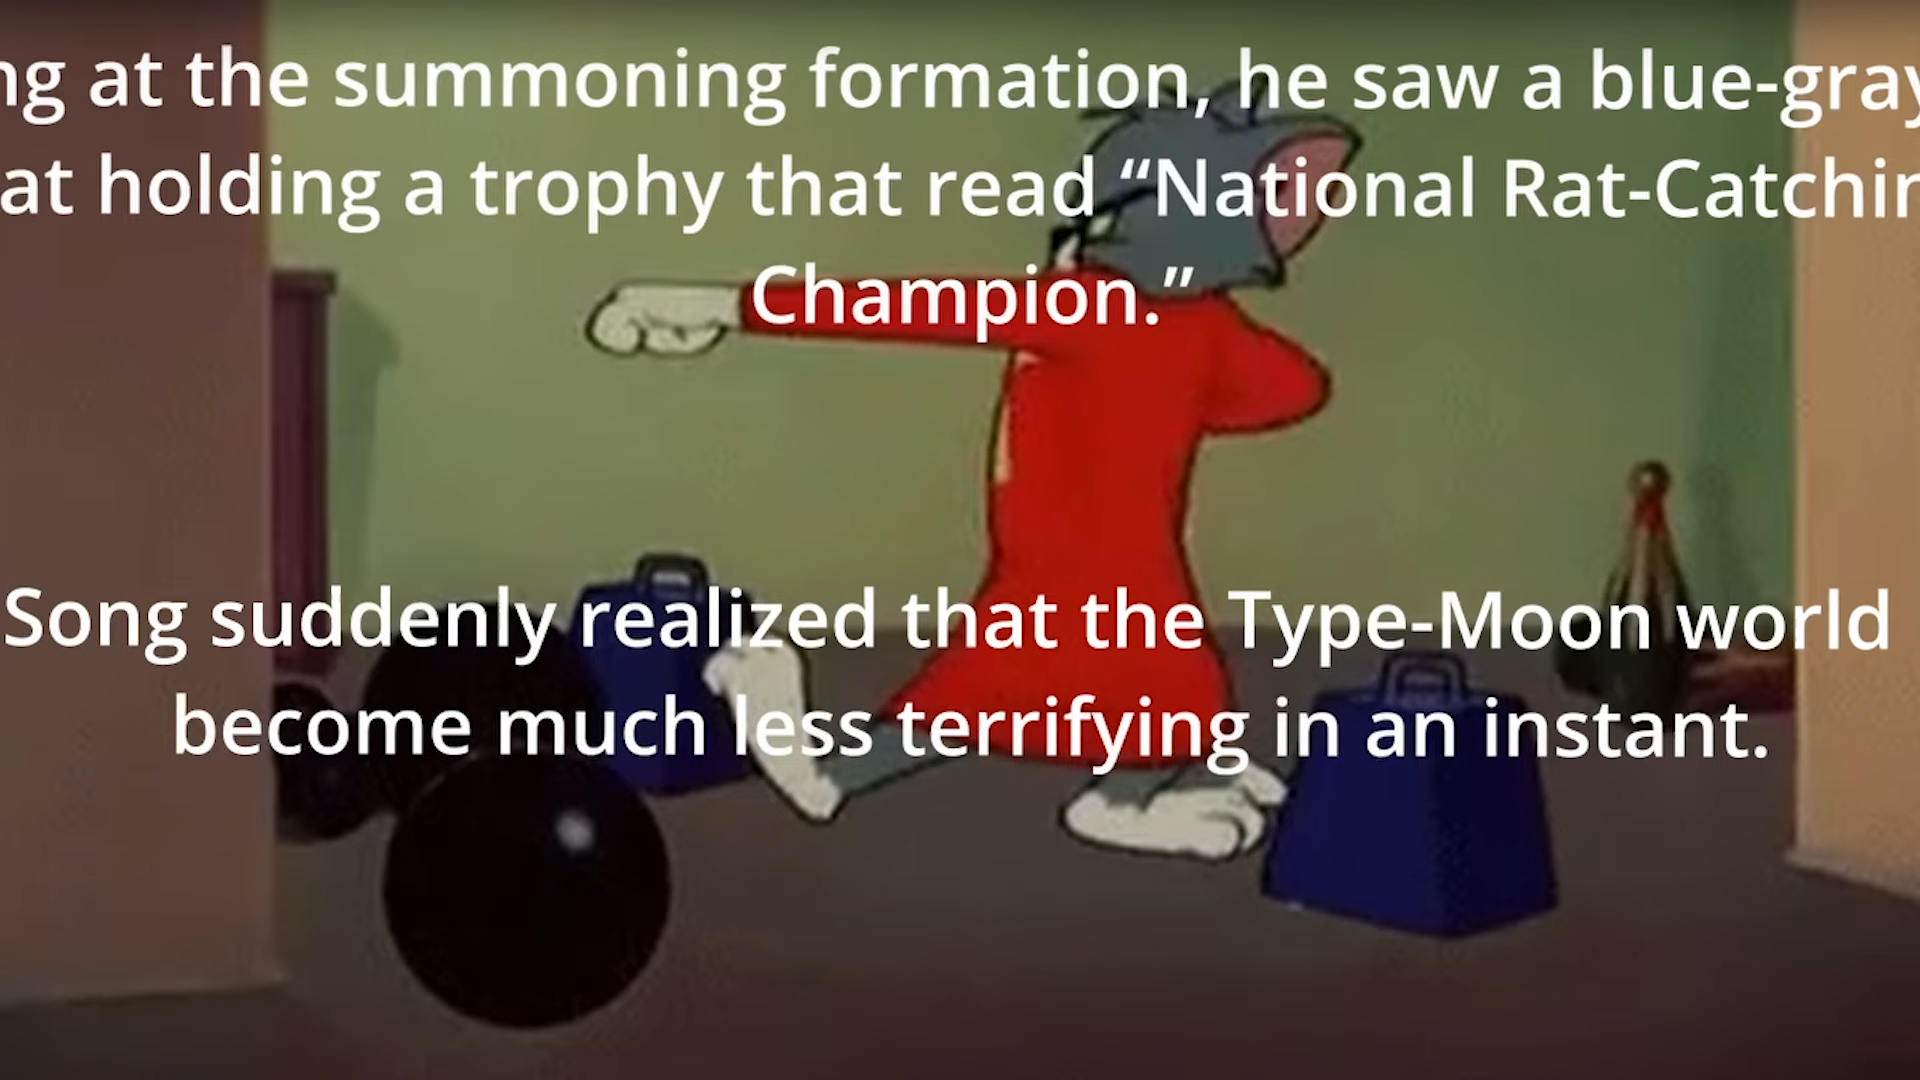 ng at the summoning formation, he saw a blue-gray
at holding a trophy that read “National Rat-Catchin
Champion.”
Song suddenly realized that the Type-Moon world
become much less terrifying in an instant.